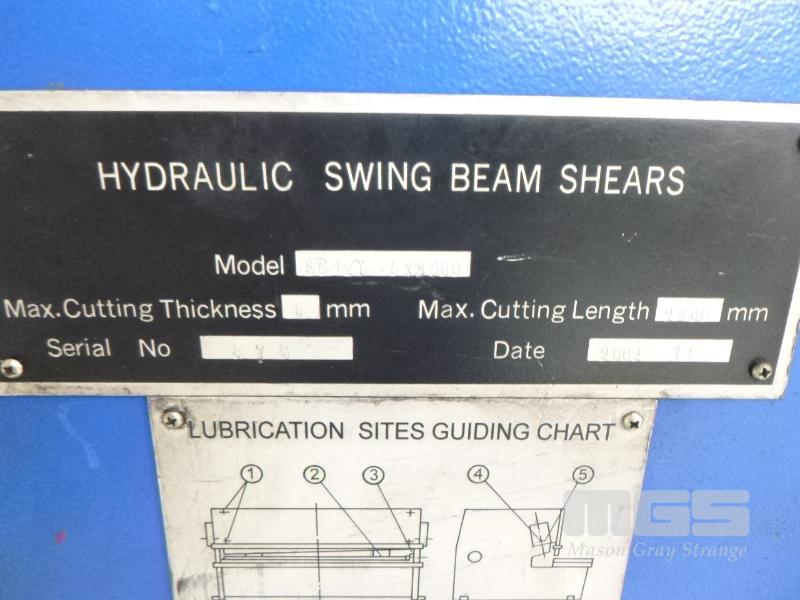 HYDRAULIC SWING BEAM SHEARS
Model
Max. Cutting Thickness 6 mm Max. Cutting Length mm
Serial No Date
LUBRICATION SITES GUIDING CHART
1 2 3 4 5
MGS
Mason Gray Strange